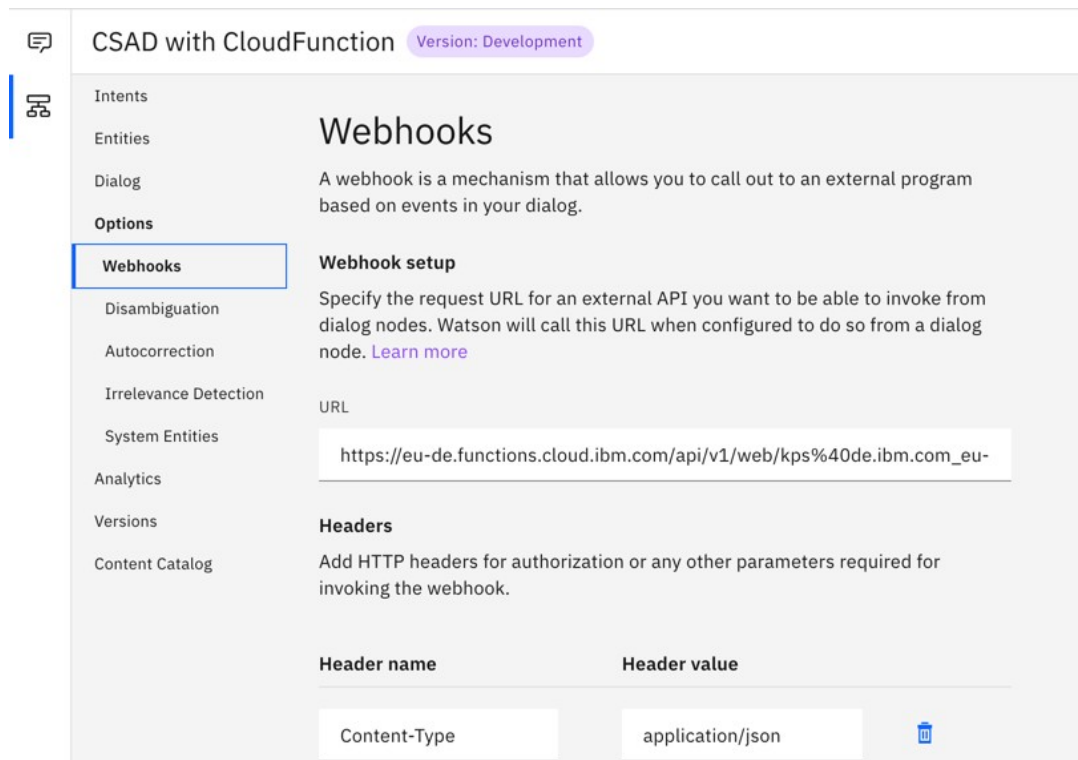 CSAD with CloudFunction Version: Development
Intents
Entities
Dialog
Options
Webhooks
Disambiguation
Autocorrection
Irrelevance Detection
System Entities
Analytics
Versions
Content Catalog
Webhooks
A webhook is a mechanism that allows you to call out to an external program
based on events in your dialog.
Webhook setup
Specify the request URL for an external API you want to be able to invoke from
dialog nodes. Watson will call this URL when configured to do so from a dialog
node. Learn more
URL
https://eu-de.functions.cloud.ibm.com/api/v1/web/kps%40de.ibm.com_eu-
Headers
Add HTTP headers for authorization or any other parameters required for
invoking the webhook.
Header name Header value
Content-Type application/json